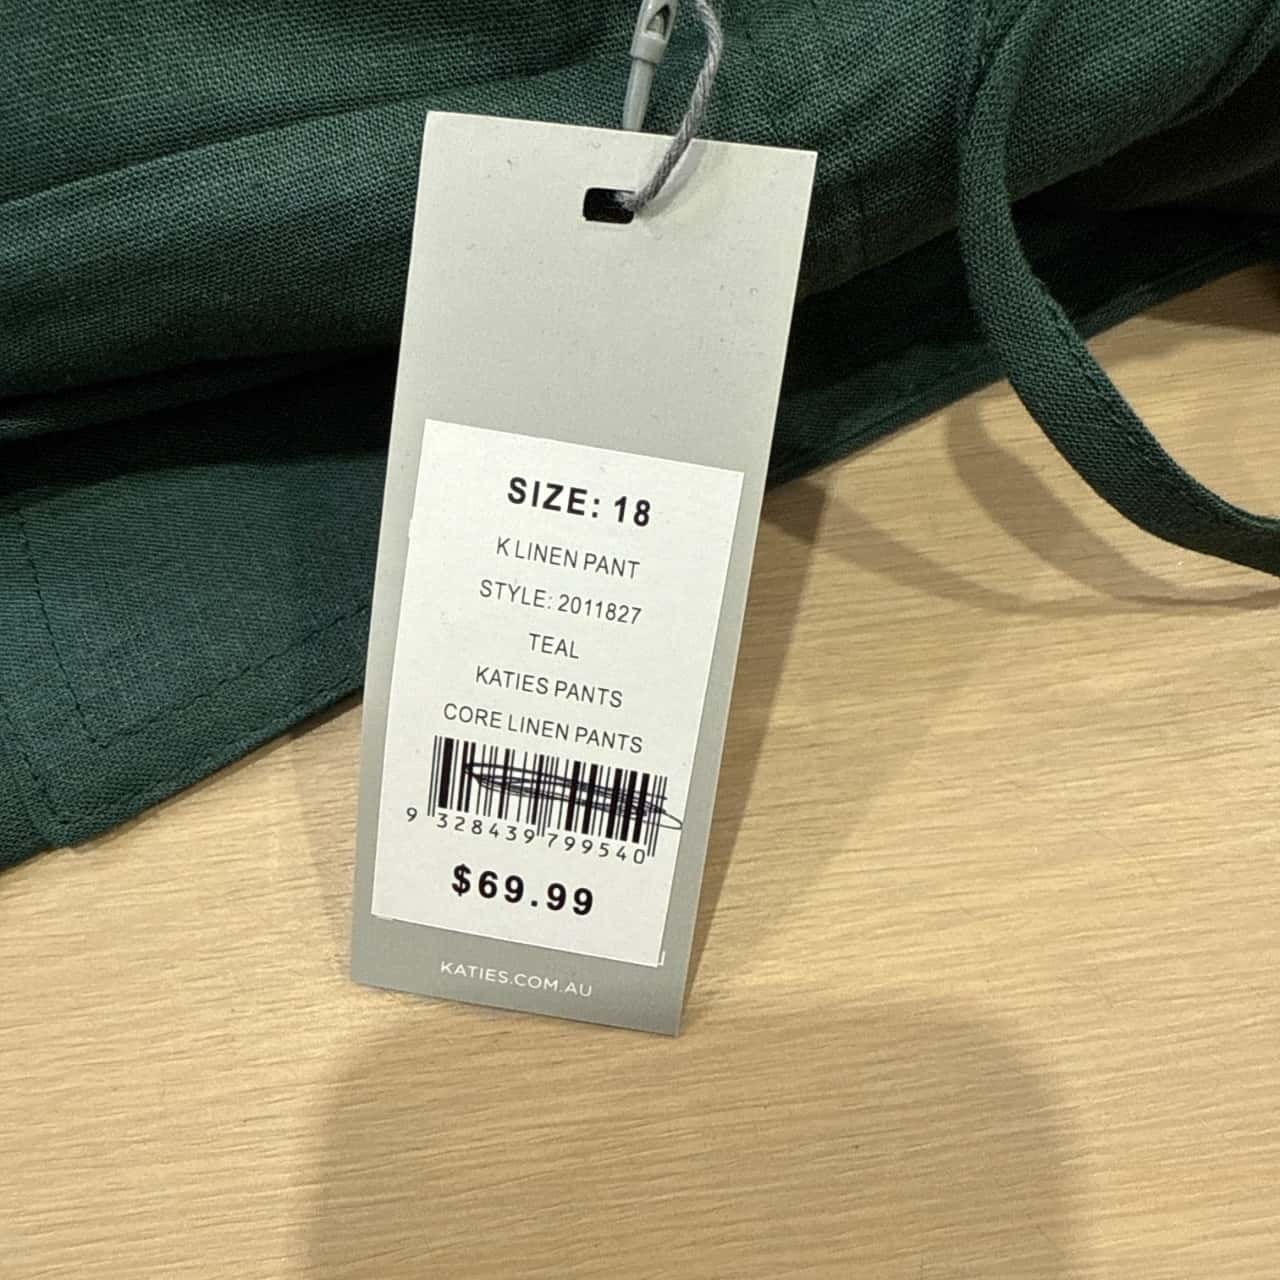 SIZE: 18
K LINEN PANT
STYLE: 2011827
TEAL
KATIES PANTS
CORE LINEN PANTS
9 328439 799540
$69.99
KATIES.COM.AU